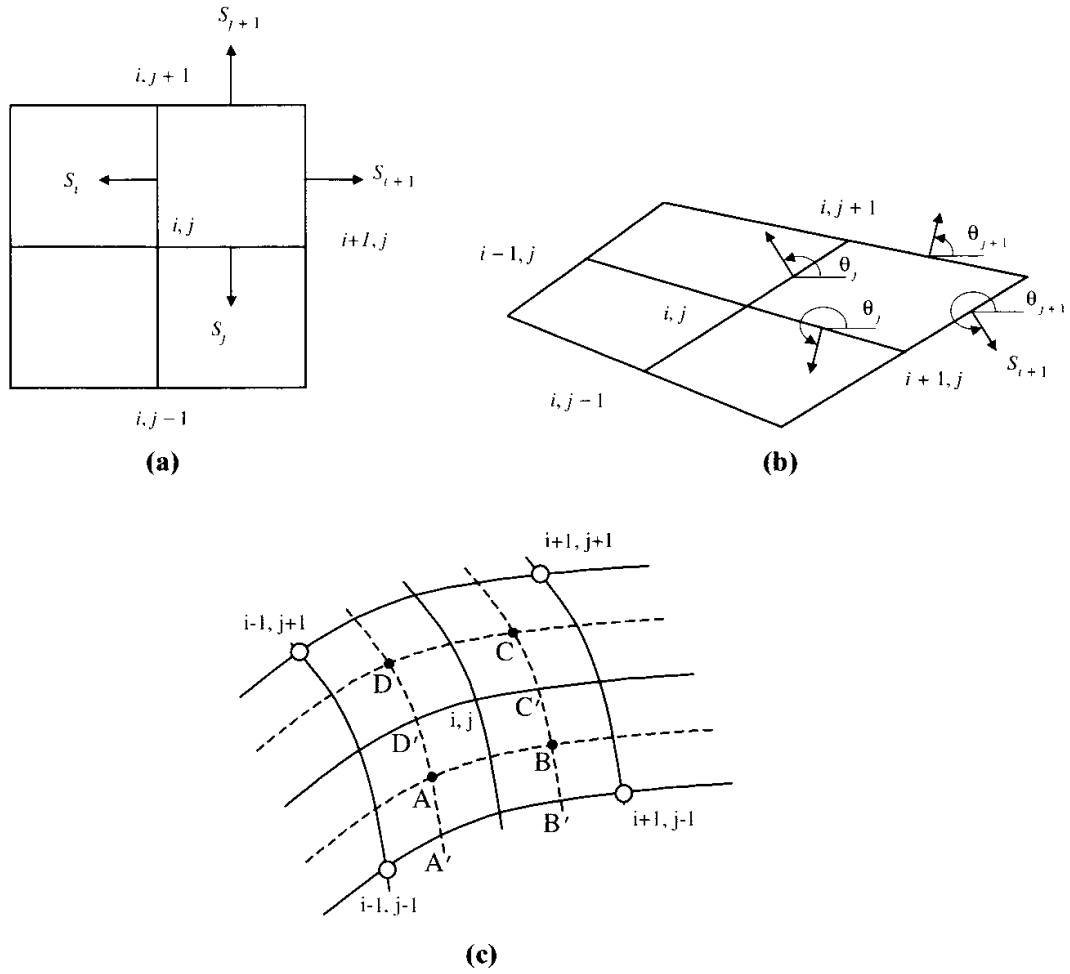 S_{j+1}
i, j + 1
S_i
S_{i+1}
i, j
i+1, j
S_j
i, j − 1
(a)
i, j + 1
θ_{j+1}
i − 1, j
θ_j
θ_j
θ_{j+1}
i, j
S_{i+1}
i + 1, j
i, j − 1
(b)
i+1, j+1
i-1, j+1
C
D
i, j
C′
D′
B
A
B′
i+1, j-1
A′
i-1, j-1
(c)